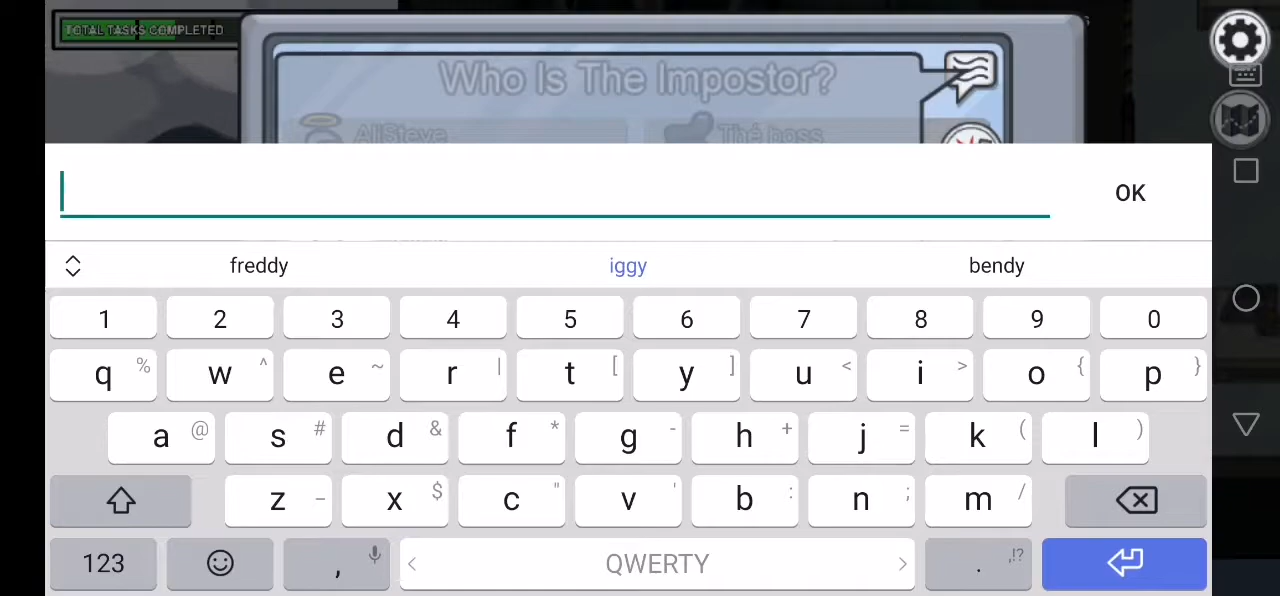 TOTAL TASKS COMPLETED
Who Is The Impostor?
AllSteve
Thé boss
OK
freddy iggy bendy
1 2 3 4 5 6 7 8 9 0
q % w ^ e ~ r | t [ y ] u < i > o { p }
a @ s # d & f * g - h + j = k ( l )
z _ x $ c " v ' b : n ; m /
123 , < QWERTY > . ,!?